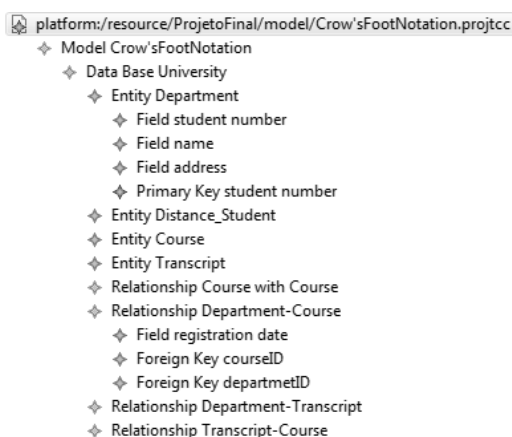 platform:/resource/ProjetoFinal/model/Crow'sFootNotation.projtcc
Model Crow'sFootNotation
Data Base University
Entity Department
Field student number
Field name
Field address
Primary Key student number
Entity Distance_Student
Entity Course
Entity Transcript
Relationship Course with Course
Relationship Department-Course
Field registration date
Foreign Key courseID
Foreign Key departmetID
Relationship Department-Transcript
Relationship Transcript-Course